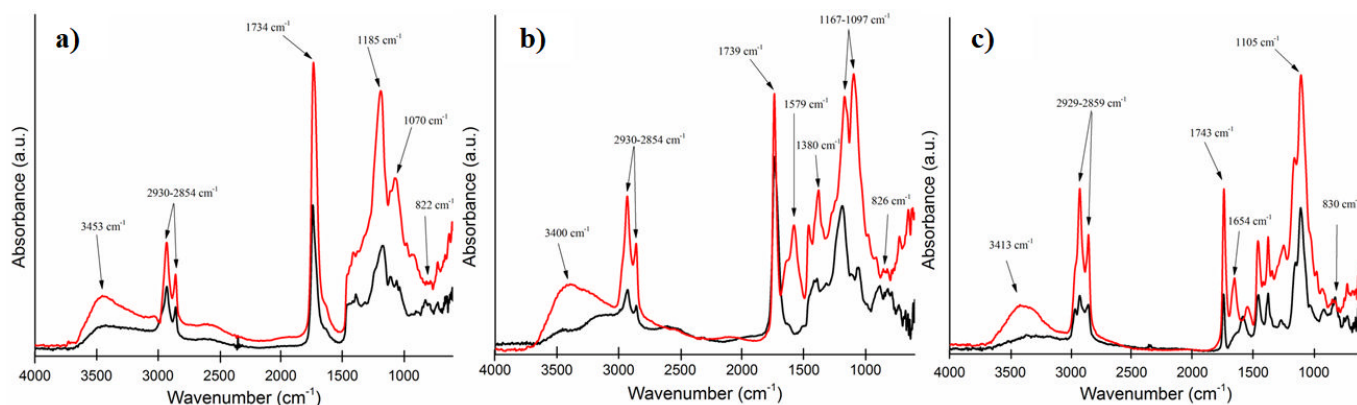 a)
1734 cm-1
1185 cm-1
1070 cm-1
2930-2854 cm-1
822 cm-1
3453 cm-1
Absorbance (a.u.)
4000 3500 3000 2500 2000 1500 1000
Wavenumber (cm-1)
b)
1167-1097 cm-1
1739 cm-1
1579 cm-1
1380 cm-1
2930-2854 cm-1
826 cm-1
3400 cm-1
Absorbance (a.u.)
4000 3500 3000 2500 2000 1500 1000
Wavenumber (cm-1)
c)
1105 cm-1
2929-2859 cm-1
1743 cm-1
1654 cm-1
830 cm-1
3413 cm-1
Absorbance (a.u.)
4000 3500 3000 2500 2000 1500 1000
Wavenumber (cm-1)